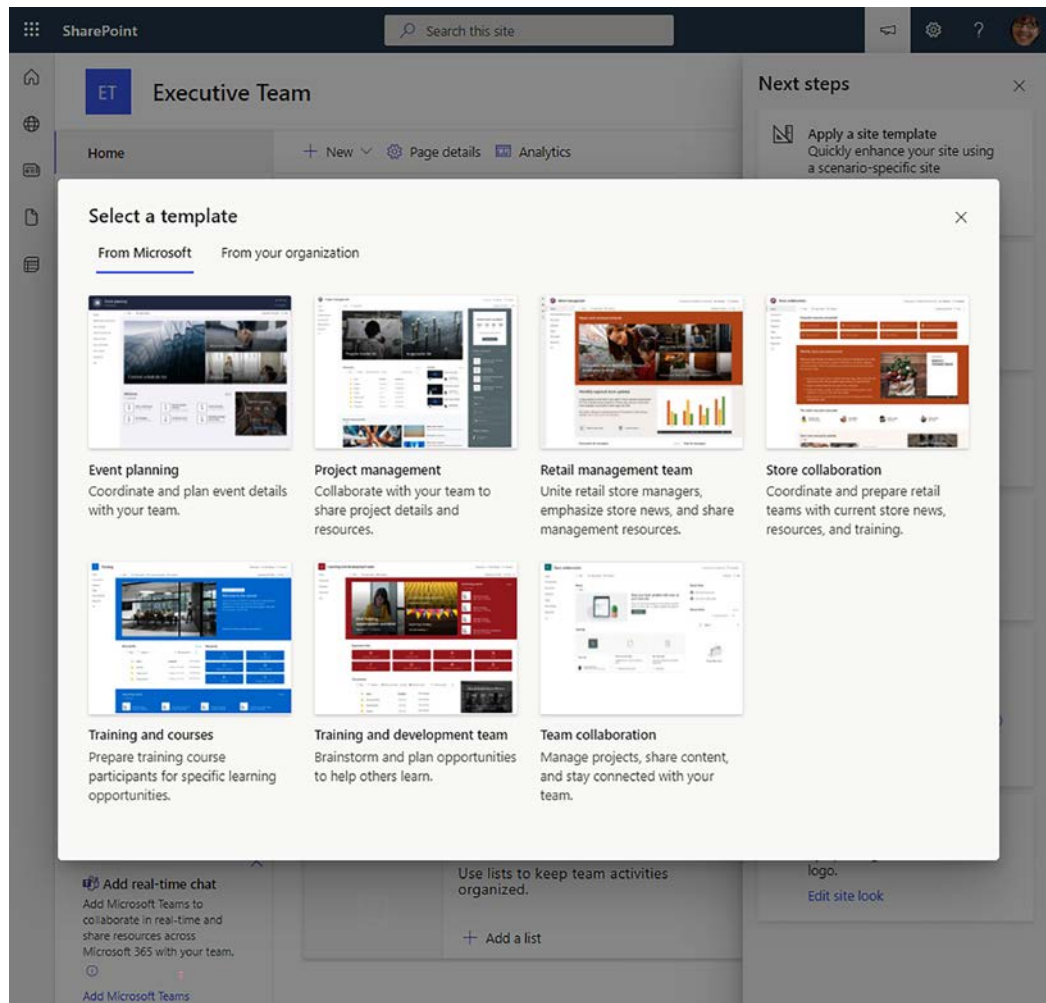 SharePoint
Search this site
ET
Executive Team
Next steps
Home
New
Page details
Analytics
Apply a site template
Quickly enhance your site using
a scenario-specific site
Select a template
From Microsoft
From your organization
Event planning
Coordinate and plan event details
with your team.
Project management
Collaborate with your team to
share project details and
resources.
Retail management team
Unite retail store managers,
emphasize store news, and share
management resources.
Store collaboration
Coordinate and prepare retail
teams with current store news,
resources, and training.
Training and courses
Prepare training course
participants for specific learning
opportunities.
Training and development team
Brainstorm and plan opportunities
to help others learn.
Team collaboration
Manage projects, share content,
and stay connected with your
team.
Add real-time chat
Add Microsoft Teams to
collaborate in real-time and
share resources across
Microsoft 365 with your team.
Add Microsoft Teams
Use lists to keep team activities
organized.
Add a list
logo.
Edit site look